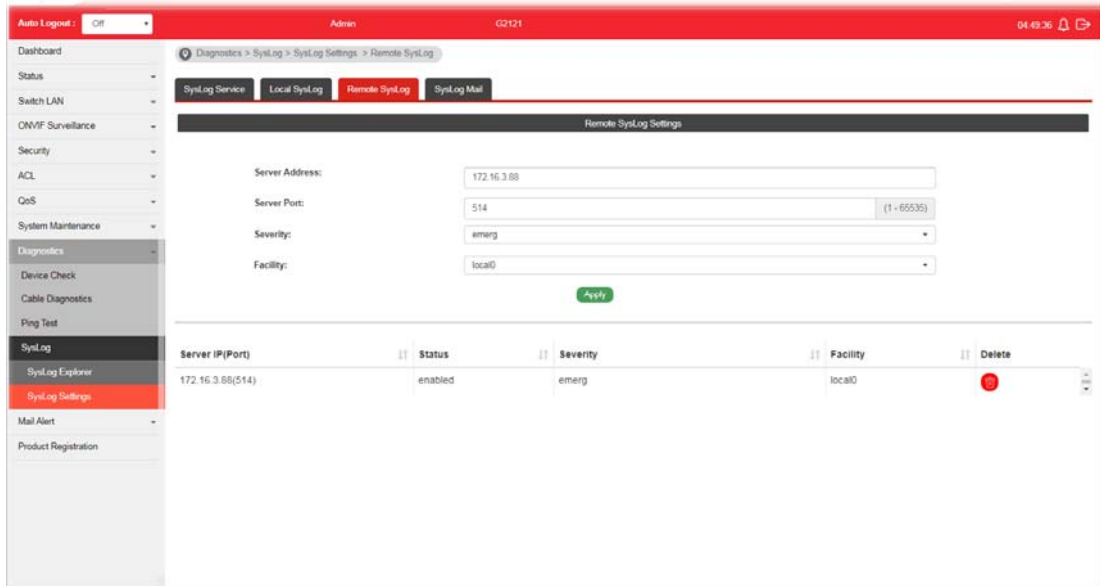 Auto Logout : Off Admin G2121 04:49:36
Dashboard
Status
Switch LAN
ONVIF Surveillance
Security
ACL
QoS
System Maintenance
Diagnostics
Device Check
Cable Diagnostics
Ping Test
SysLog
SysLog Explorer
SysLog Settings
Mail Alert
Product Registration
Diagnostics > SysLog > SysLog Settings > Remote SysLog
SysLog Service Local SysLog Remote SysLog SysLog Mail
Remote SysLog Settings
Server Address: 172.16.3.88
Server Port: 514 (1 - 65535)
Severity: emerg
Facility: local0
Apply
Server IP(Port) Status Severity Facility Delete
172.16.3.88(514) enabled emerg local0